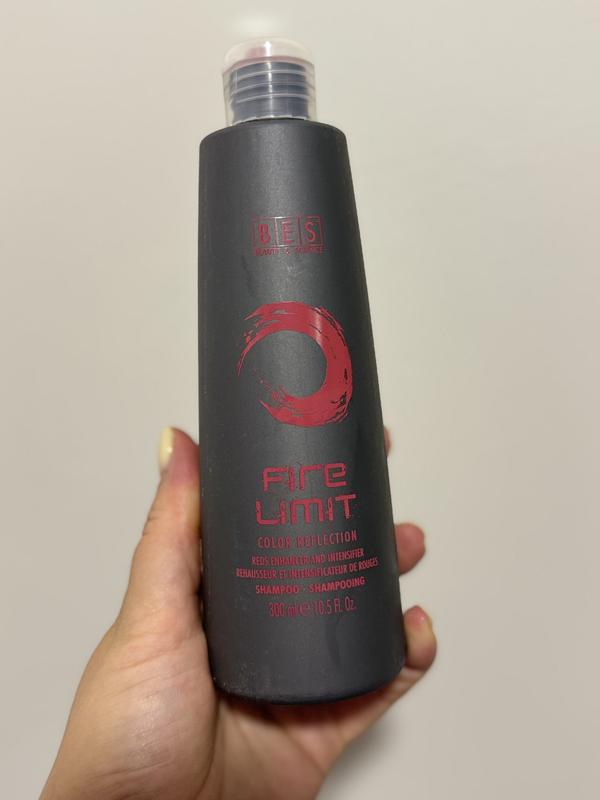 BES
BEAUTY & SCIENCE
FIRE
LIMIT
COLOR REFLECTION
REDS ENHANCER AND INTENSIFIER
REHAUSSEUR ET INTENSIFICATEUR DE ROUGES
SHAMPOO - SHAMPOOING
300 ml ℮ 10.5 Fl. Oz.